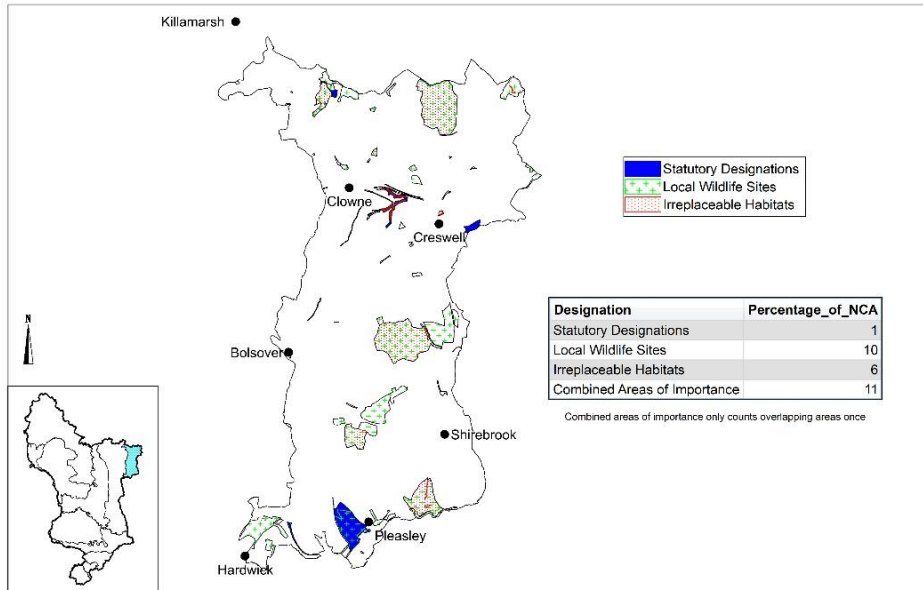 Killamarsh
Clowne
Creswell
Statutory Designations
Local Wildlife Sites
Irreplaceable Habitats
N
Bolsover
Designation Percentage_of_NCA
Statutory Designations 1
Local Wildlife Sites 10
Irreplaceable Habitats 6
Combined Areas of Importance 11
Combined areas of importance only counts overlapping areas once
Shirebrook
Pleasley
Hardwick